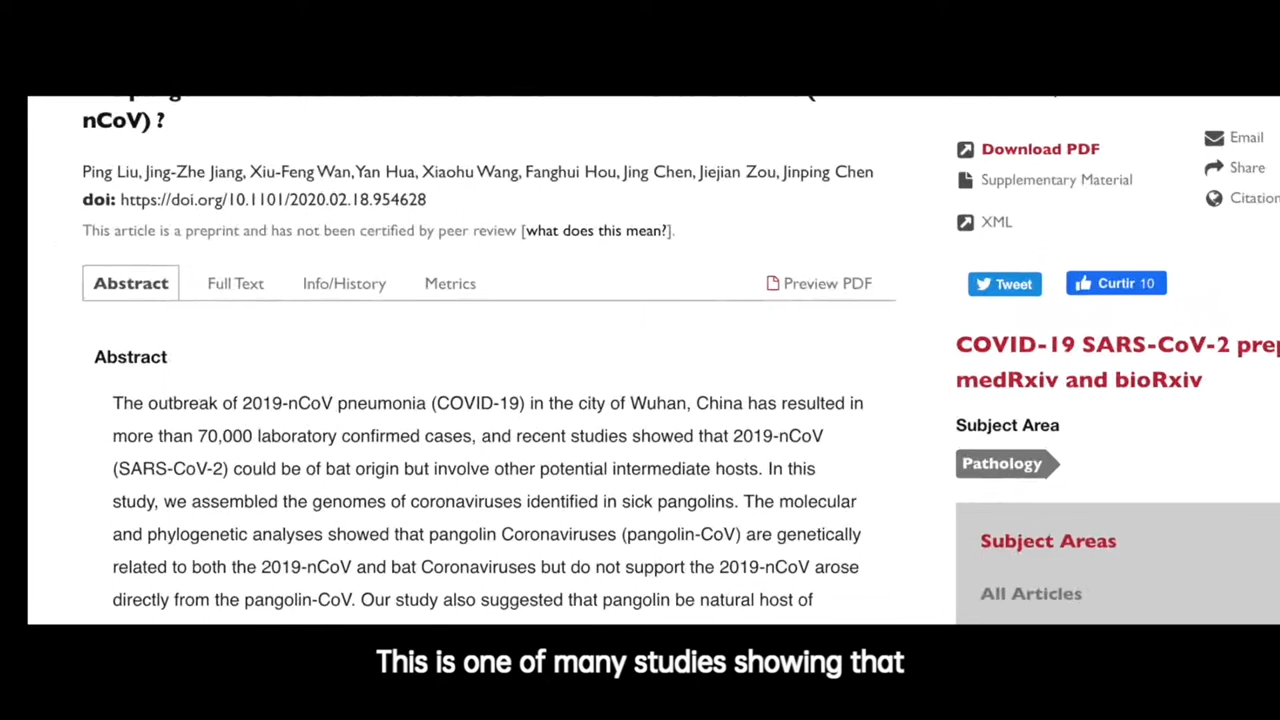 nCoV) ?
Ping Liu, Jing-Zhe Jiang, Xiu-Feng Wan, Yan Hua, Xiaohu Wang, Fanghui Hou, Jing Chen, Jiejian Zou, Jinping Chen
doi: https://doi.org/10.1101/2020.02.18.954628
This article is a preprint and has not been certified by peer review [what does this mean?].
Abstract Full Text Info/History Metrics Preview PDF
Abstract
The outbreak of 2019-nCoV pneumonia (COVID-19) in the city of Wuhan, China has resulted in
more than 70,000 laboratory confirmed cases, and recent studies showed that 2019-nCoV
(SARS-CoV-2) could be of bat origin but involve other potential intermediate hosts. In this
study, we assembled the genomes of coronaviruses identified in sick pangolins. The molecular
and phylogenetic analyses showed that pangolin Coronaviruses (pangolin-CoV) are genetically
related to both the 2019-nCoV and bat Coronaviruses but do not support the 2019-nCoV arose
directly from the pangolin-CoV. Our study also suggested that pangolin be natural host of
Download PDF
Supplementary Material
XML
Email
Share
Citation
Tweet
Curtir 10
COVID-19 SARS-CoV-2 prep
medRxiv and bioRxiv
Subject Area
Pathology
Subject Areas
All Articles
This is one of many studies showing that